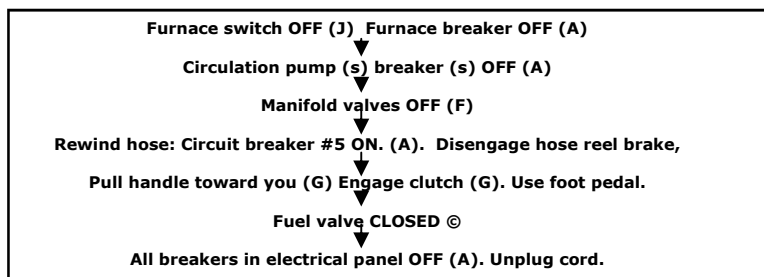 Furnace switch OFF (J)  Furnace breaker OFF (A)
Circulation pump (s) breaker (s) OFF (A)
Manifold valves OFF (F)
Rewind hose: Circuit breaker #5 ON. (A).  Disengage hose reel brake,
Pull handle toward you (G) Engage clutch (G). Use foot pedal.
Fuel valve CLOSED ©
All breakers in electrical panel OFF (A). Unplug cord.